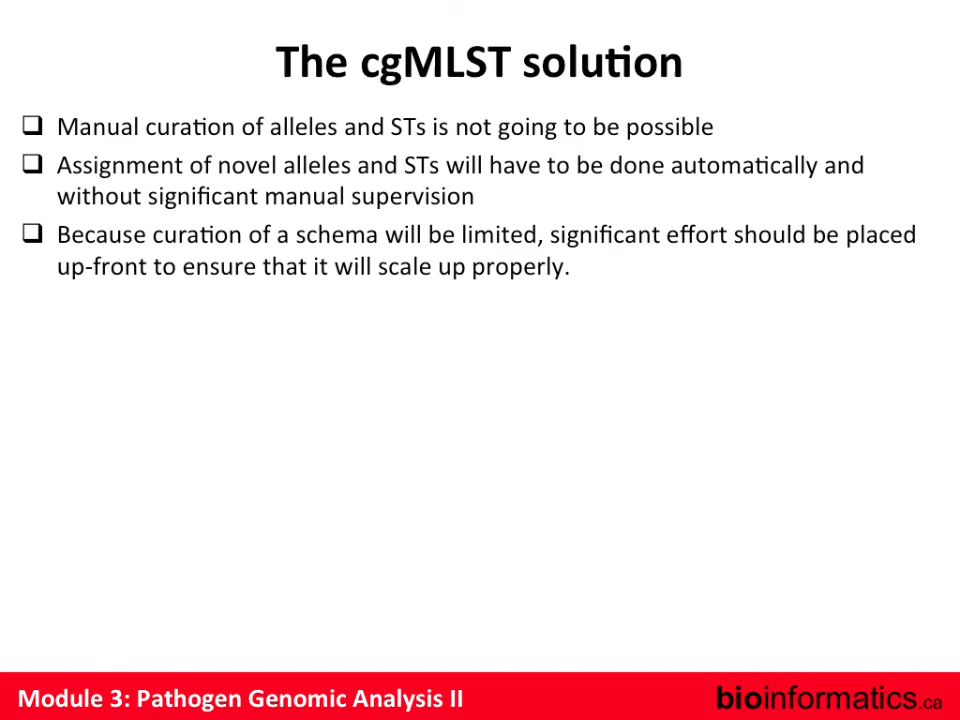 The cgMLST solution
❑ Manual curation of alleles and STs is not going to be possible
❑ Assignment of novel alleles and STs will have to be done automatically and
without significant manual supervision
❑ Because curation of a schema will be limited, significant effort should be placed
up-front to ensure that it will scale up properly.
Module 3: Pathogen Genomic Analysis II
bioinformatics.ca